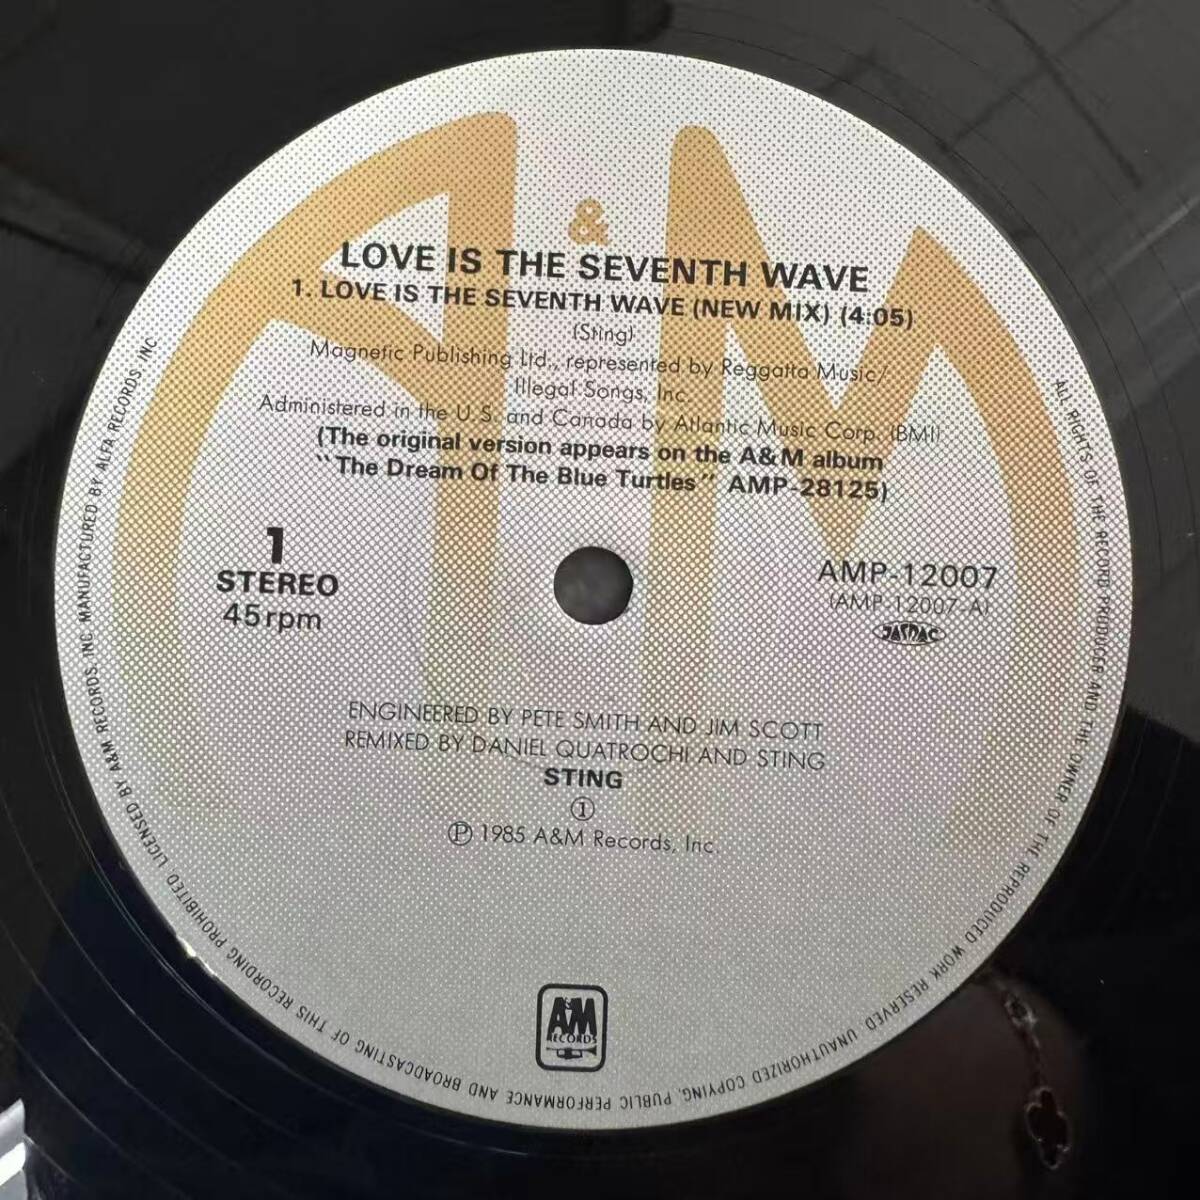 A&M
LOVE IS THE SEVENTH WAVE
1. LOVE IS THE SEVENTH WAVE (NEW MIX) (4:05)
(Sting)
Magnetic Publishing Ltd., represented by Reggatta Music/
Illegal Songs, Inc.
Administered in the U.S. and Canada by Atlantic Music Corp. (BMI)
(The original version appears on the A&M album
"The Dream Of The Blue Turtles" AMP-28125)
1
STEREO
45rpm
AMP-12007
(AMP-12007-A)
JASRAC
ENGINEERED BY PETE SMITH AND JIM SCOTT
REMIXED BY DANIEL QUATROCHI AND STING
STING
①
℗ 1985 A&M Records, Inc.
A&M
RECORDS
ALL RIGHTS OF THE RECORD PRODUCER AND THE OWNER OF THE REPRODUCED WORK RESERVED. UNAUTHORIZED COPYING, PUBLIC PERFORMANCE AND BROADCASTING OF THIS RECORDING PROHIBITED. LICENSED BY A&M RECORDS, INC MANUFACTURED BY ALFA RECORDS, INC